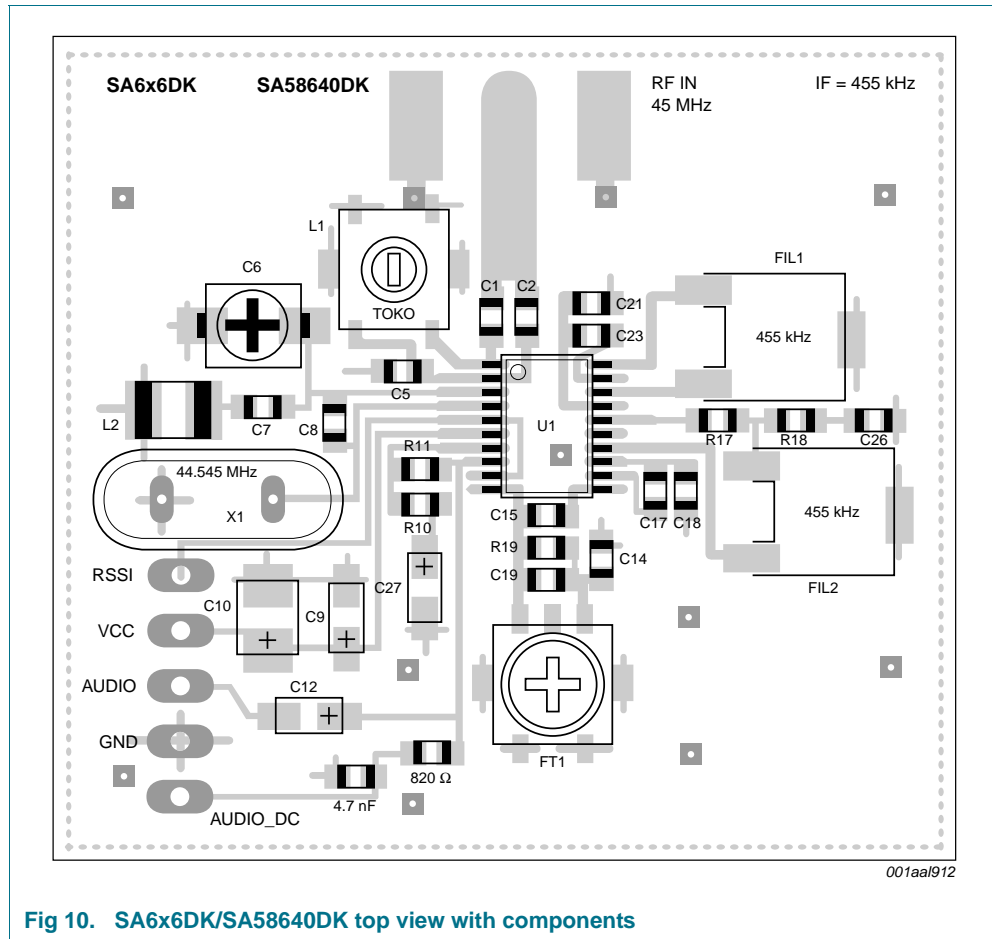 SA6x6DK SA58640DK RF IN IF = 455 kHz
45 MHz
L1
C6
TOKO
C1 C2
C21
C23
FIL1
455 kHz
C5
L2
C7
C8
U1
R17 R18 C26
R11
R10
44.545 MHz
X1
C15
R19
C19
C14
C17 C18
455 kHz
FIL2
RSSI
C10
C9
C27
VCC
AUDIO
C12
GND
820 Ω
4.7 nF
FT1
AUDIO_DC
001aal912
Fig 10. SA6x6DK/SA58640DK top view with components